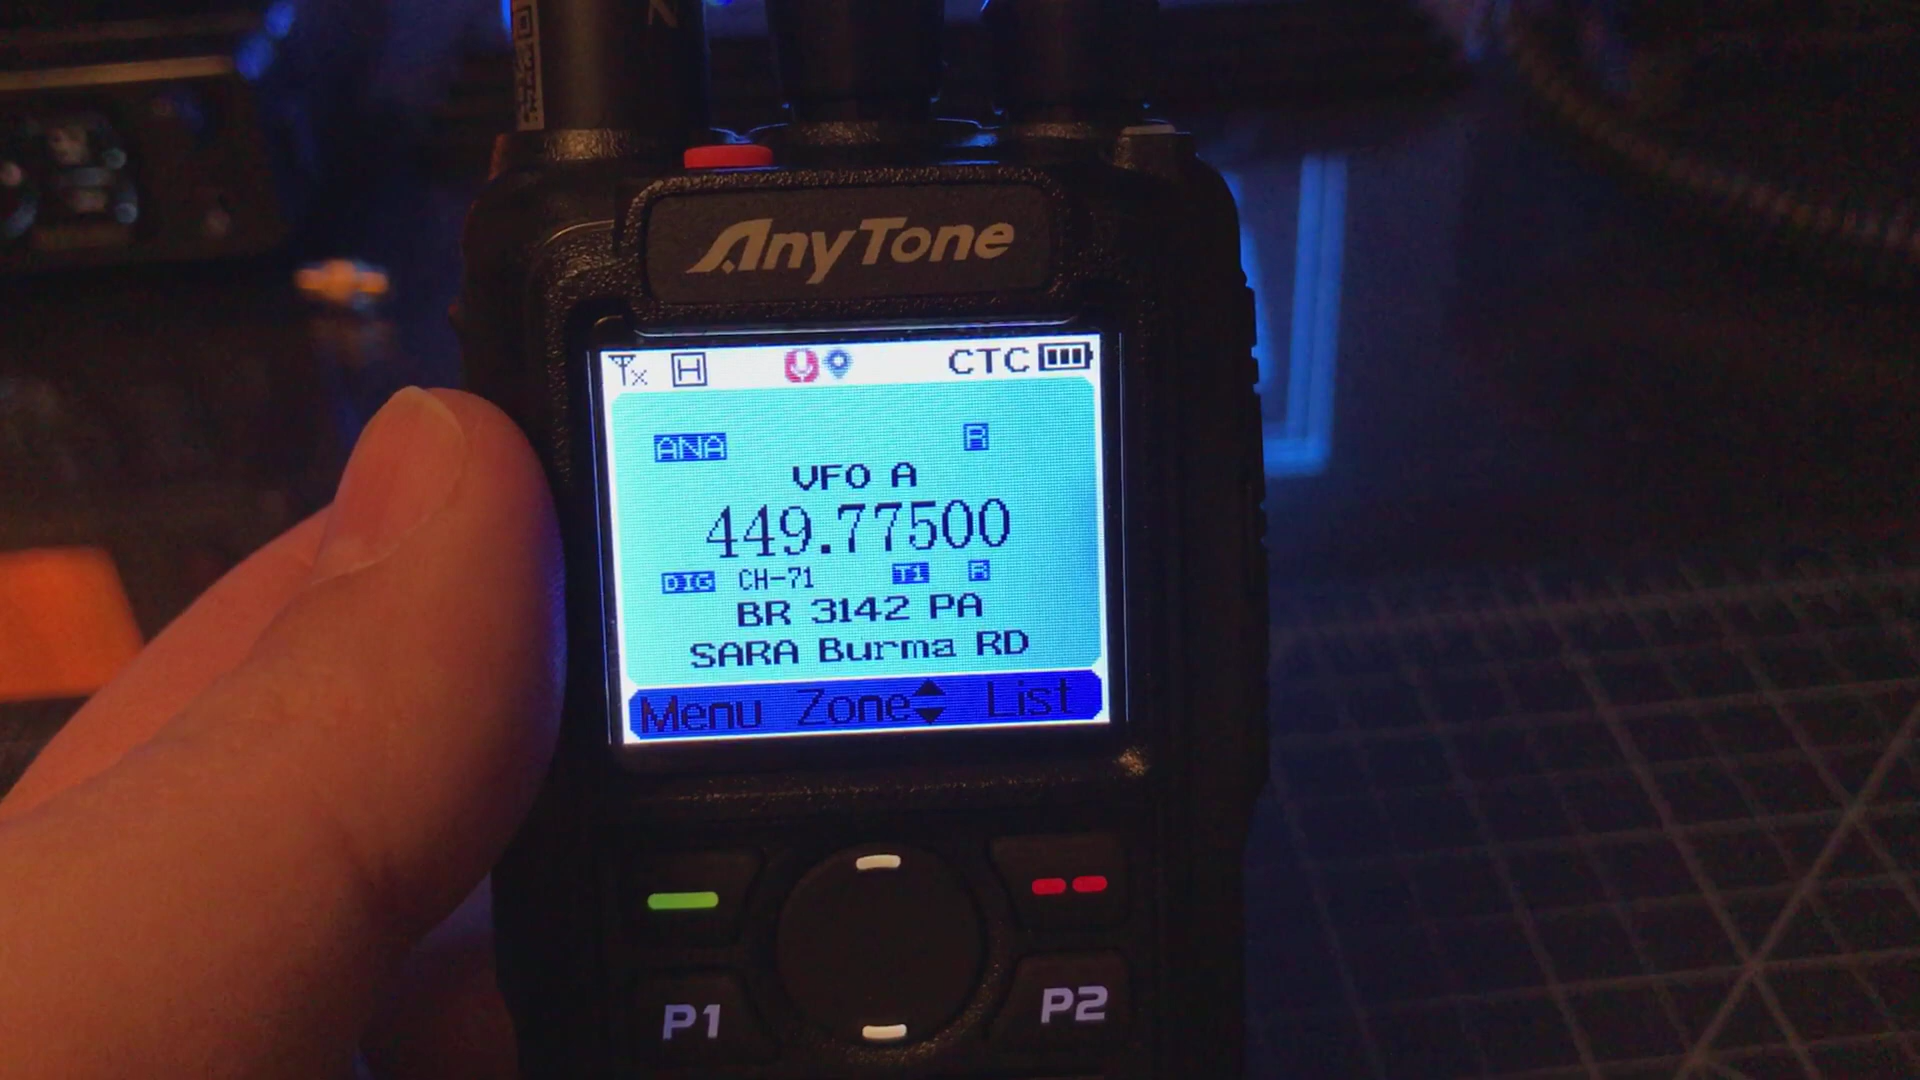 AnyTone
H CTC
ANA R
VFO A
449.77500
DIG CH-71 T1 R
BR 3142 PA
SARA Burma RD
Menu Zone List
P1 P2